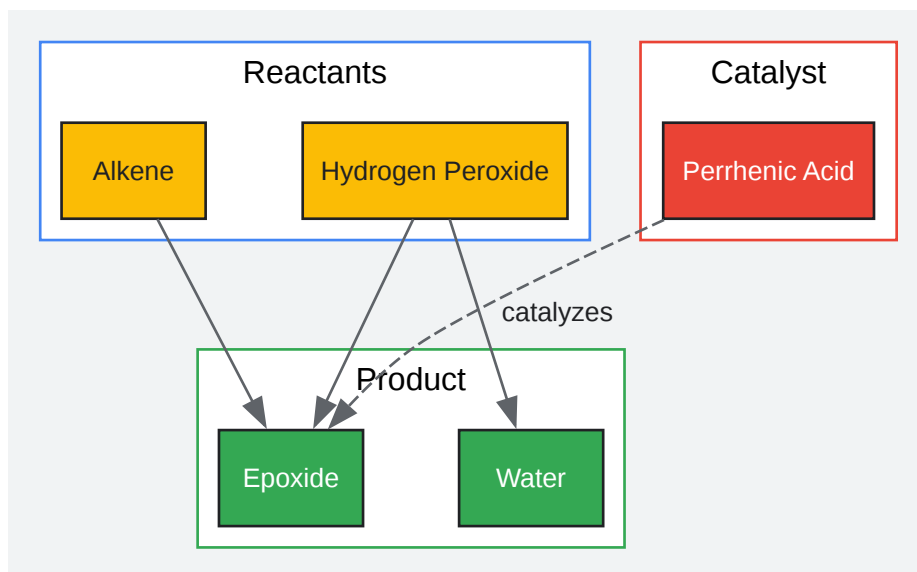 Reactants
Catalyst
Alkene
Hydrogen Peroxide
Perrhenic Acid
catalyzes
Product
Epoxide
Water